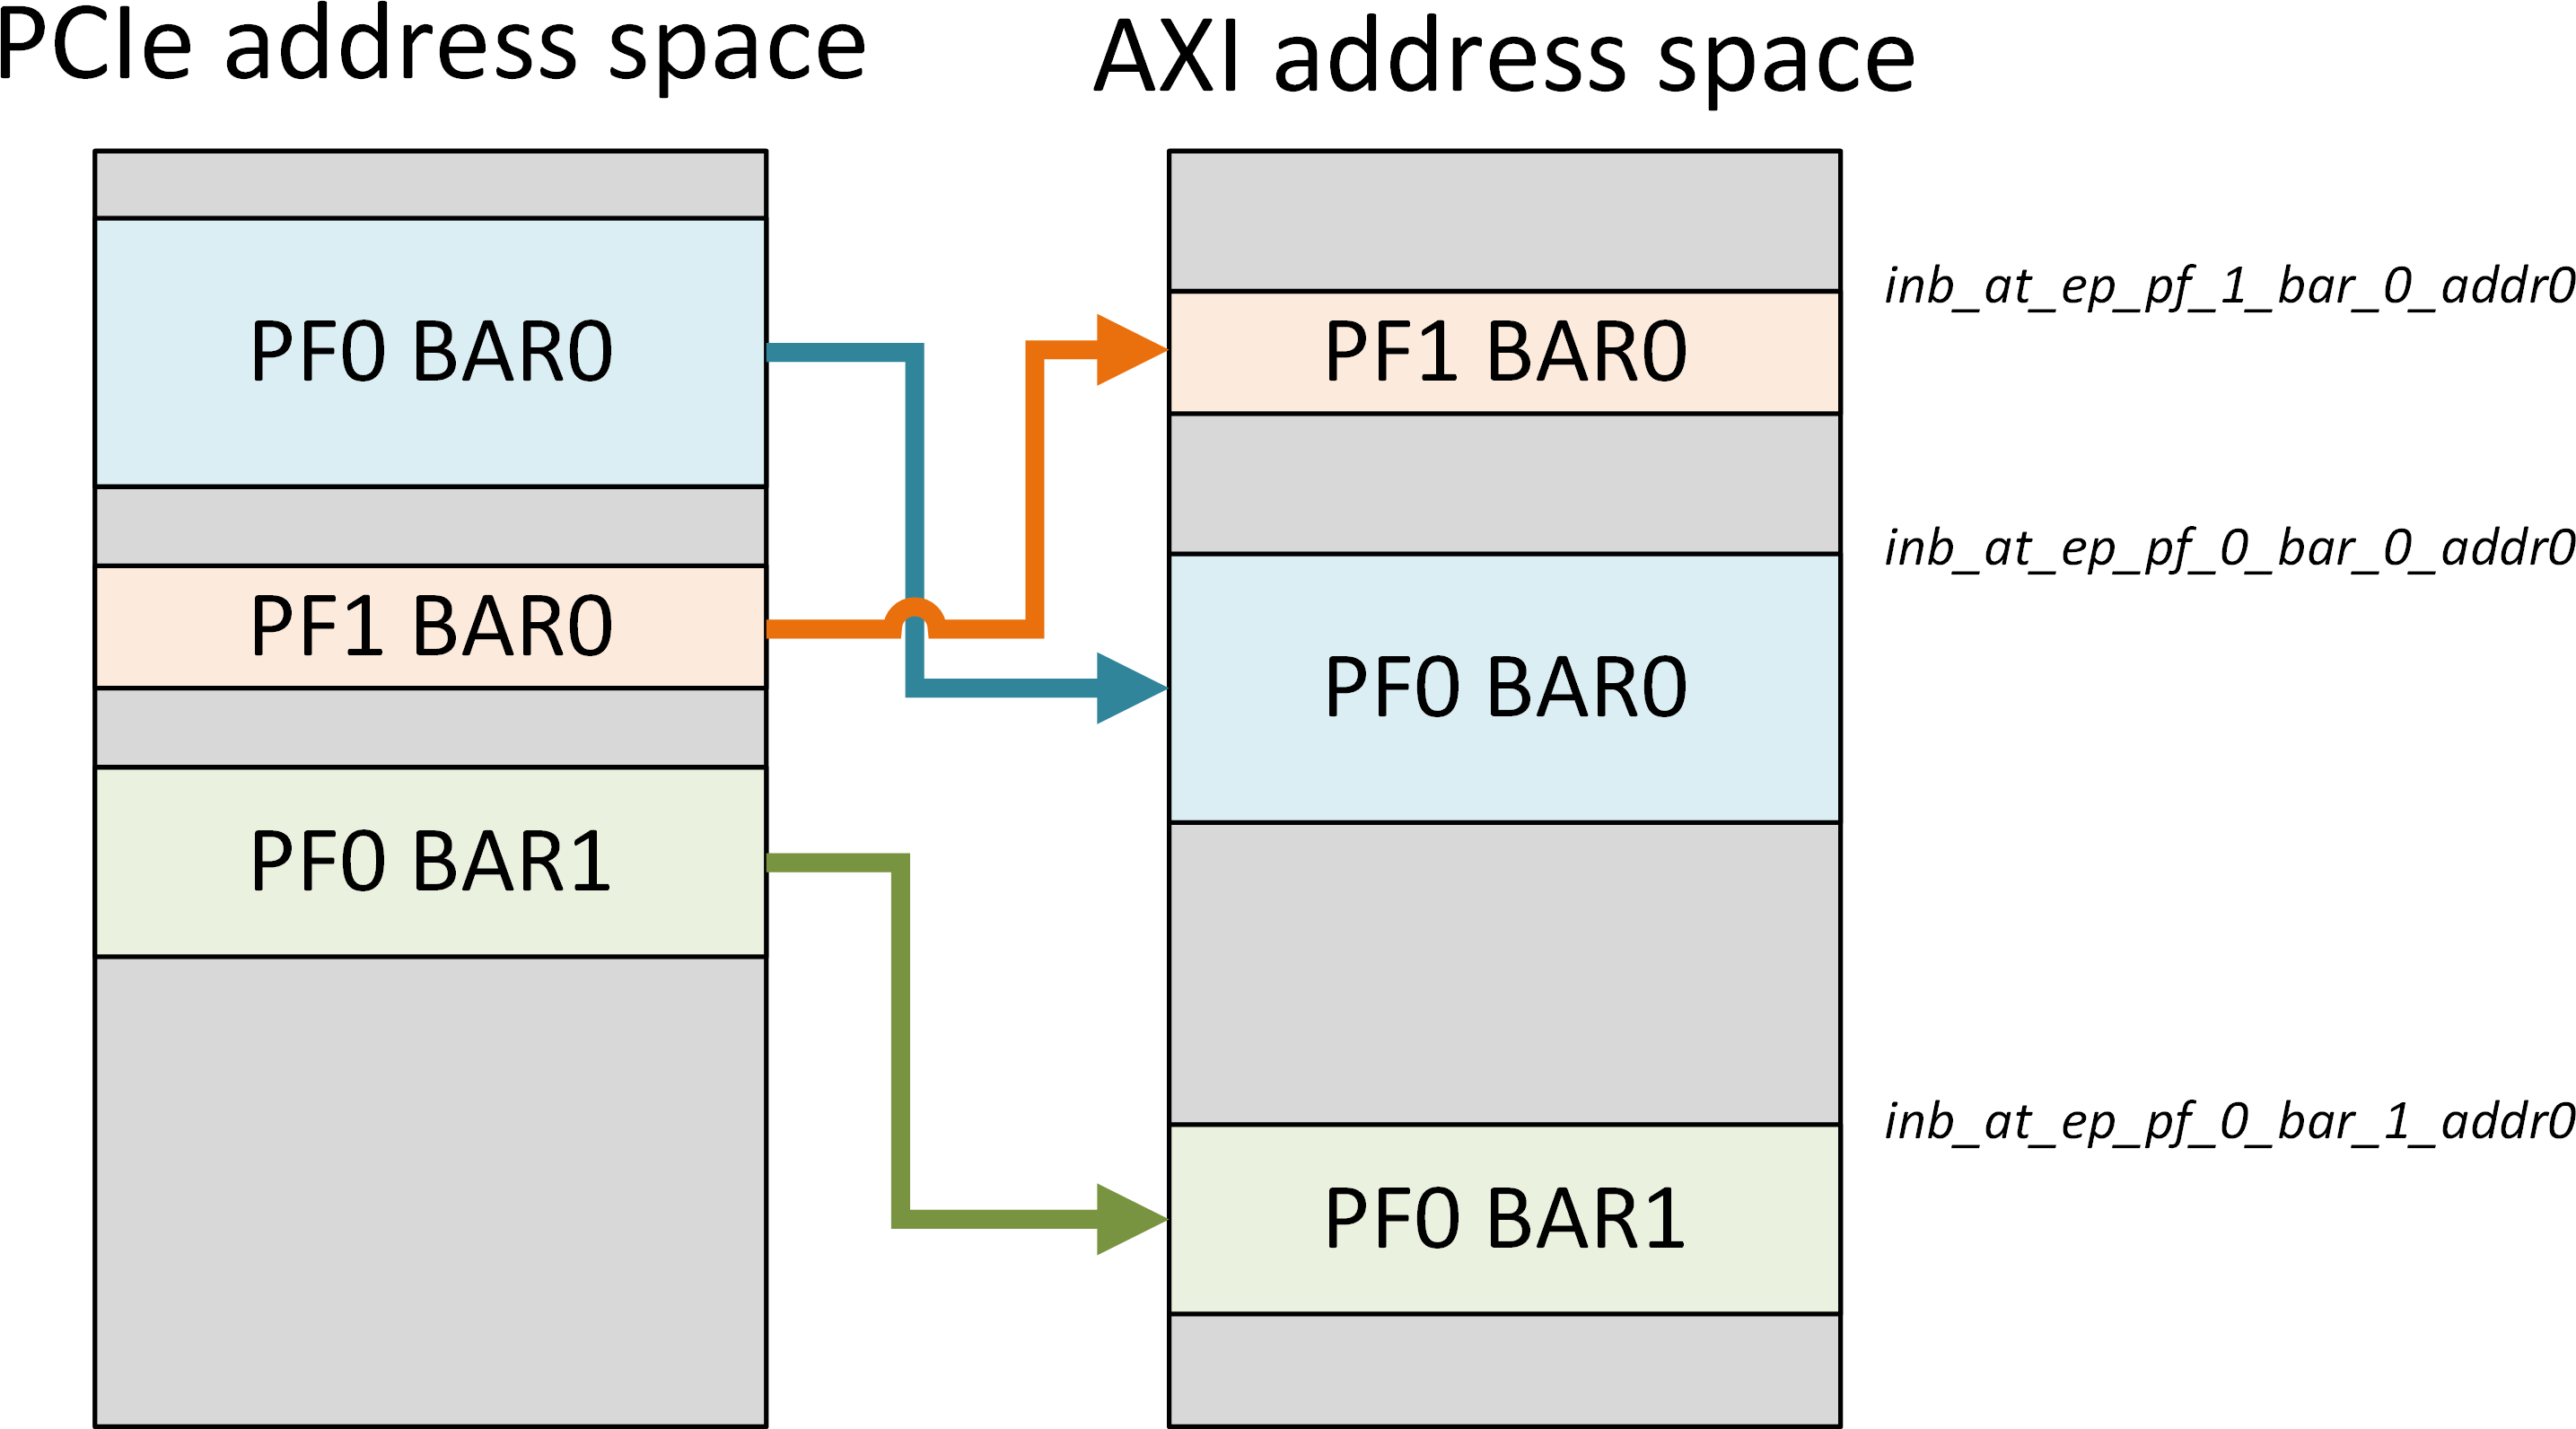 PCIe address space
AXI address space
PF0 BAR0
PF1 BAR0
PF0 BAR1
PF1 BAR0
PF0 BAR0
PF0 BAR1
inb_at_ep_pf_1_bar_0_addr0
inb_at_ep_pf_0_bar_0_addr0
inb_at_ep_pf_0_bar_1_addr0